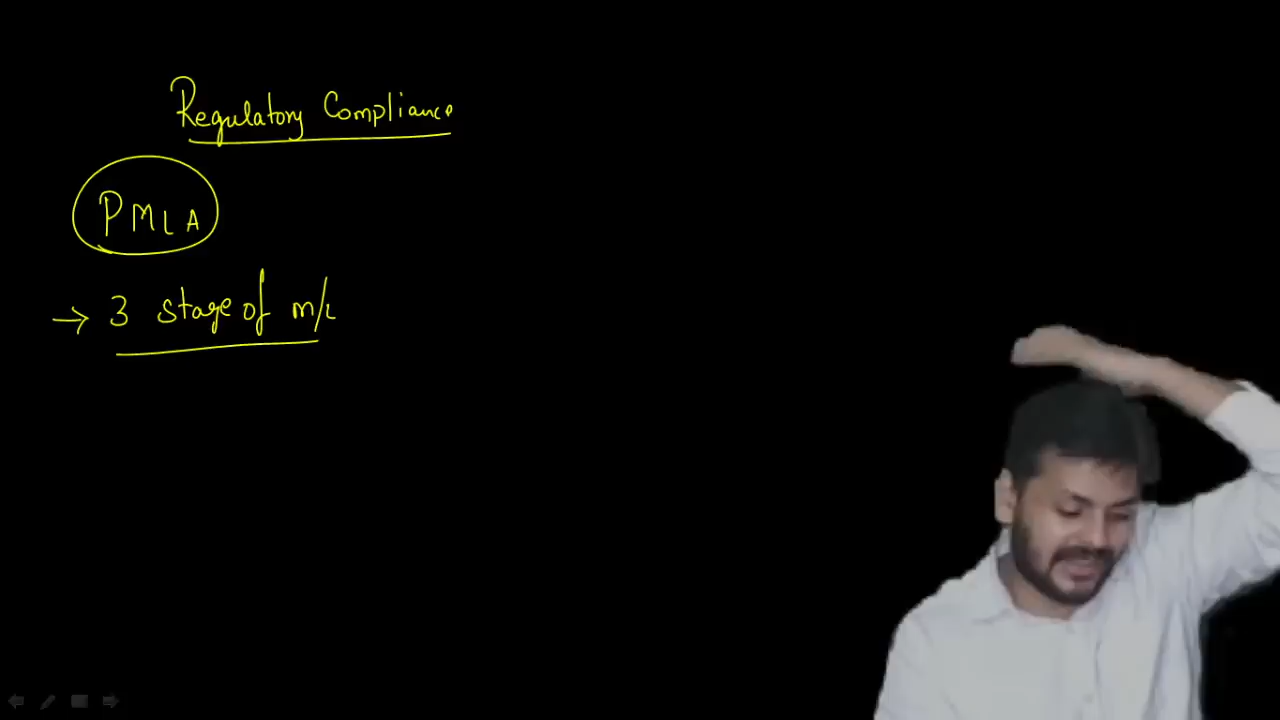 Regulatory Compliance
PMLA
→ 3 stage of m/L